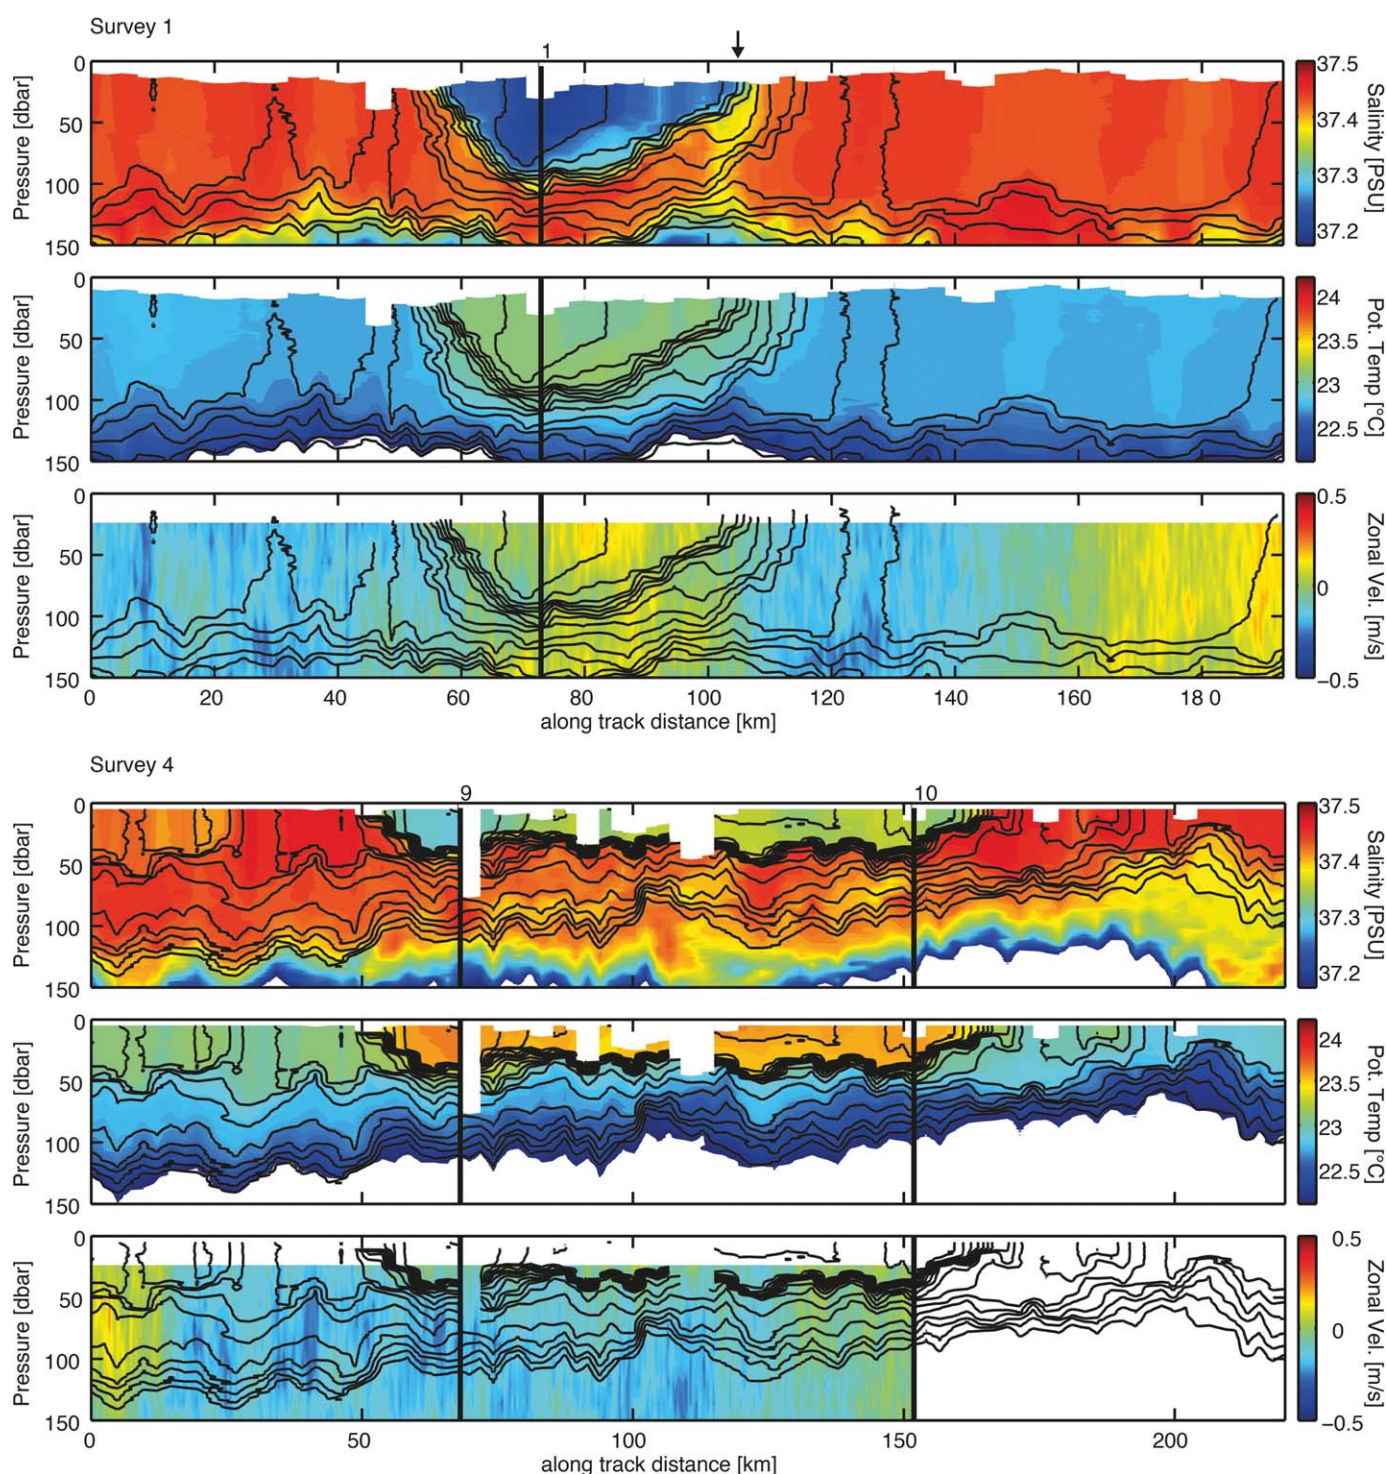 Survey 1
1
0
50
100
150
Pressure [dbar]
37.5
37.4
37.3
37.2
Salinity [PSU]
0
50
100
150
Pressure [dbar]
24
23.5
23
22.5
Pot. Temp [°C]
0
50
100
150
Pressure [dbar]
0.5
0
−0.5
Zonal Vel. [m/s]
0 20 40 60 80 100 120 140 160 18 0
along track distance [km]
Survey 4
9 10
0
50
100
150
Pressure [dbar]
37.5
37.4
37.3
37.2
Salinity [PSU]
0
50
100
150
Pressure [dbar]
24
23.5
23
22.5
Pot. Temp [°C]
0
50
100
150
Pressure [dbar]
0.5
0
−0.5
Zonal Vel. [m/s]
0 50 100 150 200
along track distance [km]